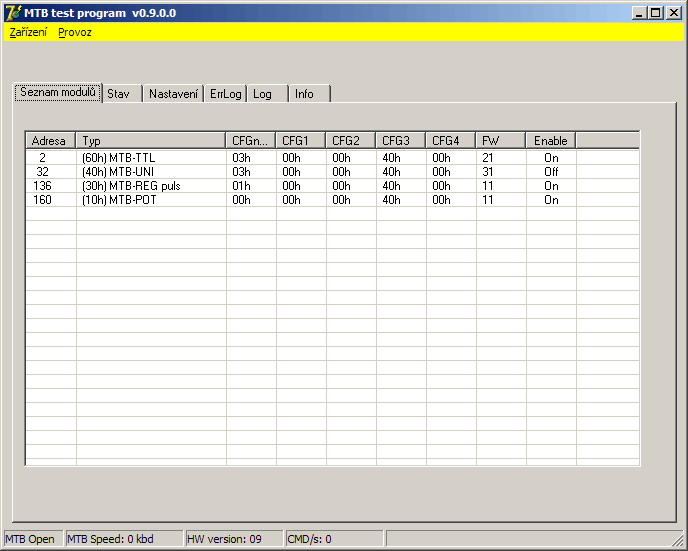 MTB test program v0.9.0.0
Zařízení Provoz
Seznam modulů Stav Nastavení ErrLog Log Info
Adresa Typ CFGn... CFG1 CFG2 CFG3 CFG4 FW Enable
2 (60h) MTB-TTL 03h 00h 00h 40h 00h 21 On
32 (40h) MTB-UNI 03h 00h 00h 40h 00h 31 Off
136 (30h) MTB-REG puls 01h 00h 00h 40h 00h 11 On
160 (10h) MTB-POT 00h 00h 00h 40h 00h 11 On
MTB Open MTB Speed: 0 kbd HW version: 09 CMD/s: 0